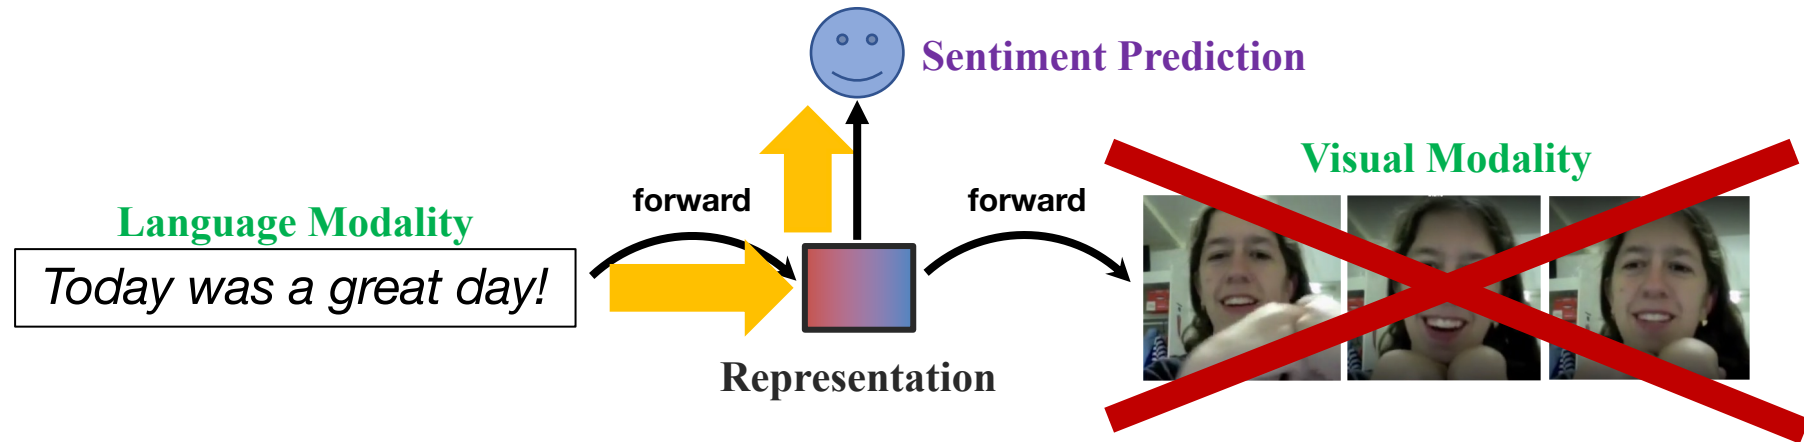 Sentiment Prediction
Visual Modality
forward
forward
Language Modality
Today was a great day!
Representation